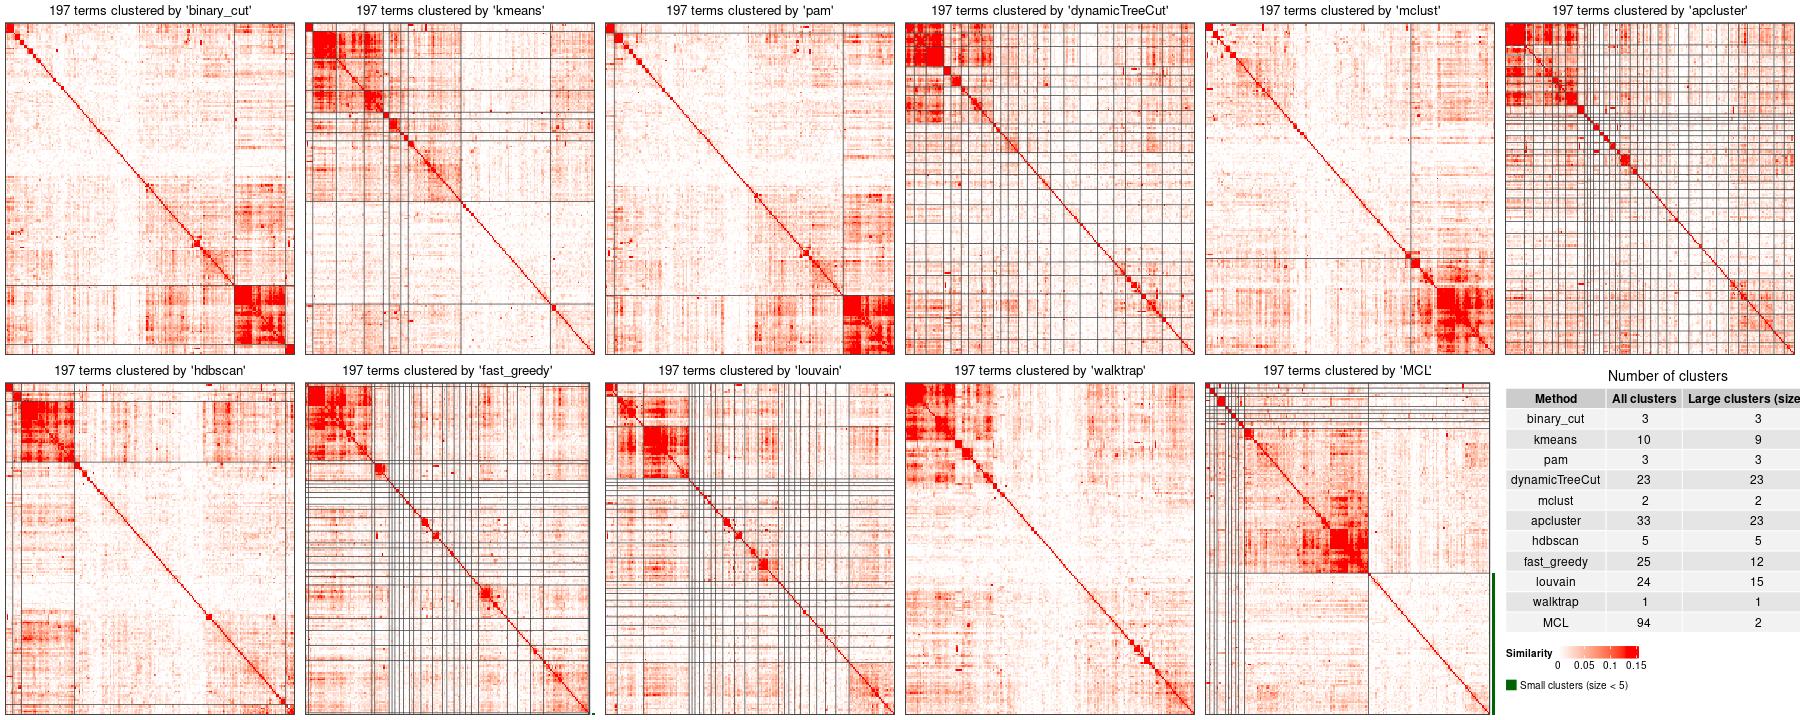 197 terms clustered by 'binary_cut'
197 terms clustered by 'kmeans'
197 terms clustered by 'pam'
197 terms clustered by 'dynamicTreeCut'
197 terms clustered by 'mclust'
197 terms clustered by 'apcluster'
197 terms clustered by 'hdbscan'
197 terms clustered by 'fast_greedy'
197 terms clustered by 'louvain'
197 terms clustered by 'walktrap'
197 terms clustered by 'MCL'
Number of clusters
Method All clusters Large clusters (size
binary_cut 3 3
kmeans 10 9
pam 3 3
dynamicTreeCut 23 23
mclust 2 2
apcluster 33 23
hdbscan 5 5
fast_greedy 25 12
louvain 24 15
walktrap 1 1
MCL 94 2
Similarity
0 0.05 0.1 0.15
Small clusters (size < 5)